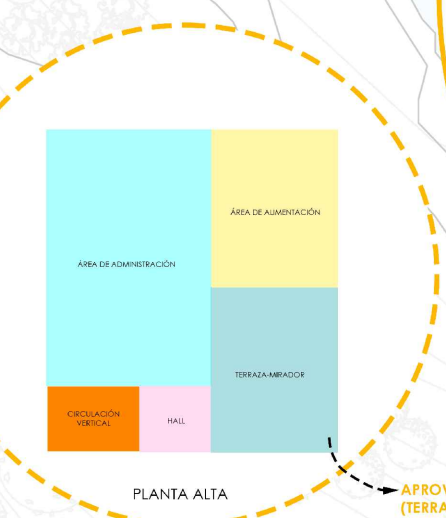 ÁREA DE ALIMENTACIÓN
ÁREA DE ADMINISTRACIÓN
TERRAZA-MIRADOR
CIRCULACIÓN
VERTICAL
HALL
PLANTA ALTA
APROV
(TERRA